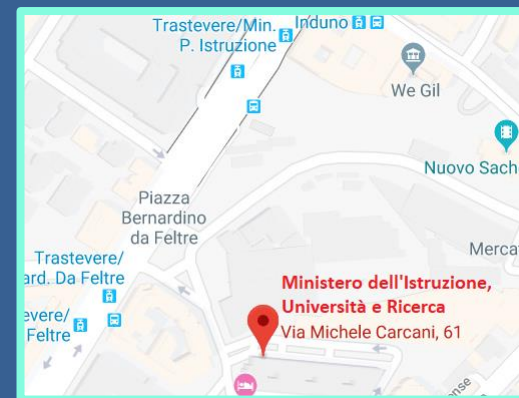 Trastevere/Min.
P. Istruzione
Induno
We Gil
Nuovo Sach
Piazza
Bernardino
da Feltre
Merca
Trastevere/
ard. Da Feltre
evere/
Feltre
Ministero dell'Istruzione,
Università e Ricerca
Via Michele Carcani, 61
ense